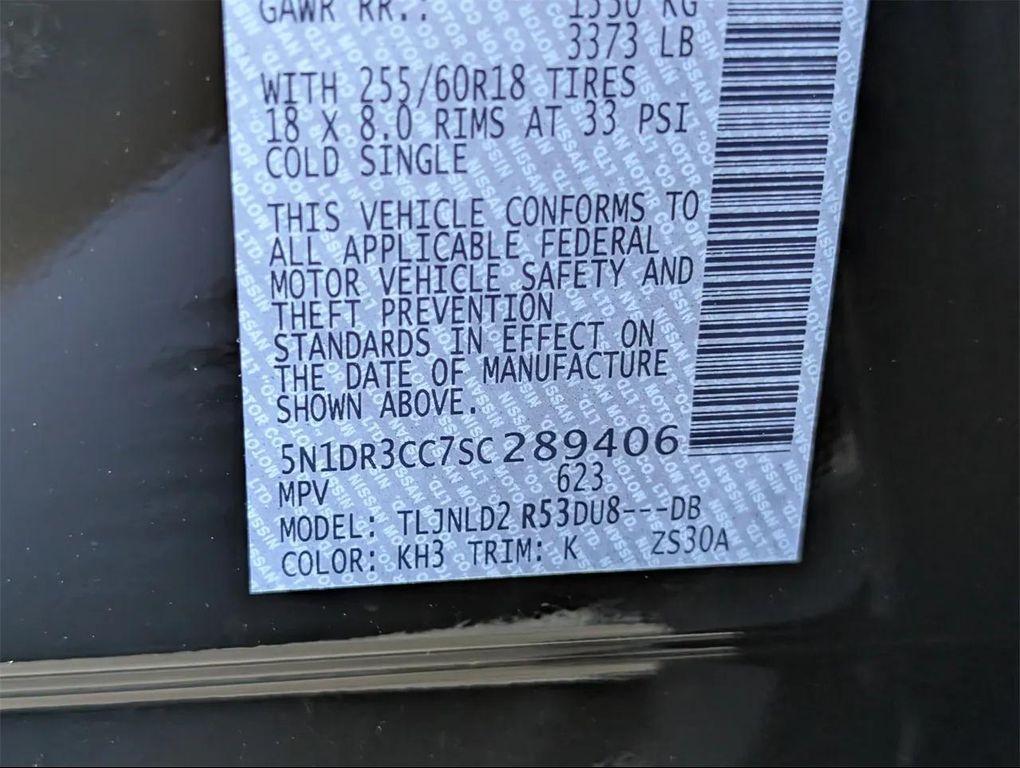 GAWR RR.: 1530 KG
3373 LB
WITH 255/60R18 TIRES
18 X 8.0 RIMS AT 33 PSI
COLD SINGLE
THIS VEHICLE CONFORMS TO
ALL APPLICABLE FEDERAL
MOTOR VEHICLE SAFETY AND
THEFT PREVENTION
STANDARDS IN EFFECT ON
THE DATE OF MANUFACTURE
SHOWN ABOVE.
5N1DR3CC7SC289406
MPV 623
MODEL: TLJNLD2 R53DU8---DB
COLOR: KH3 TRIM: K ZS30A